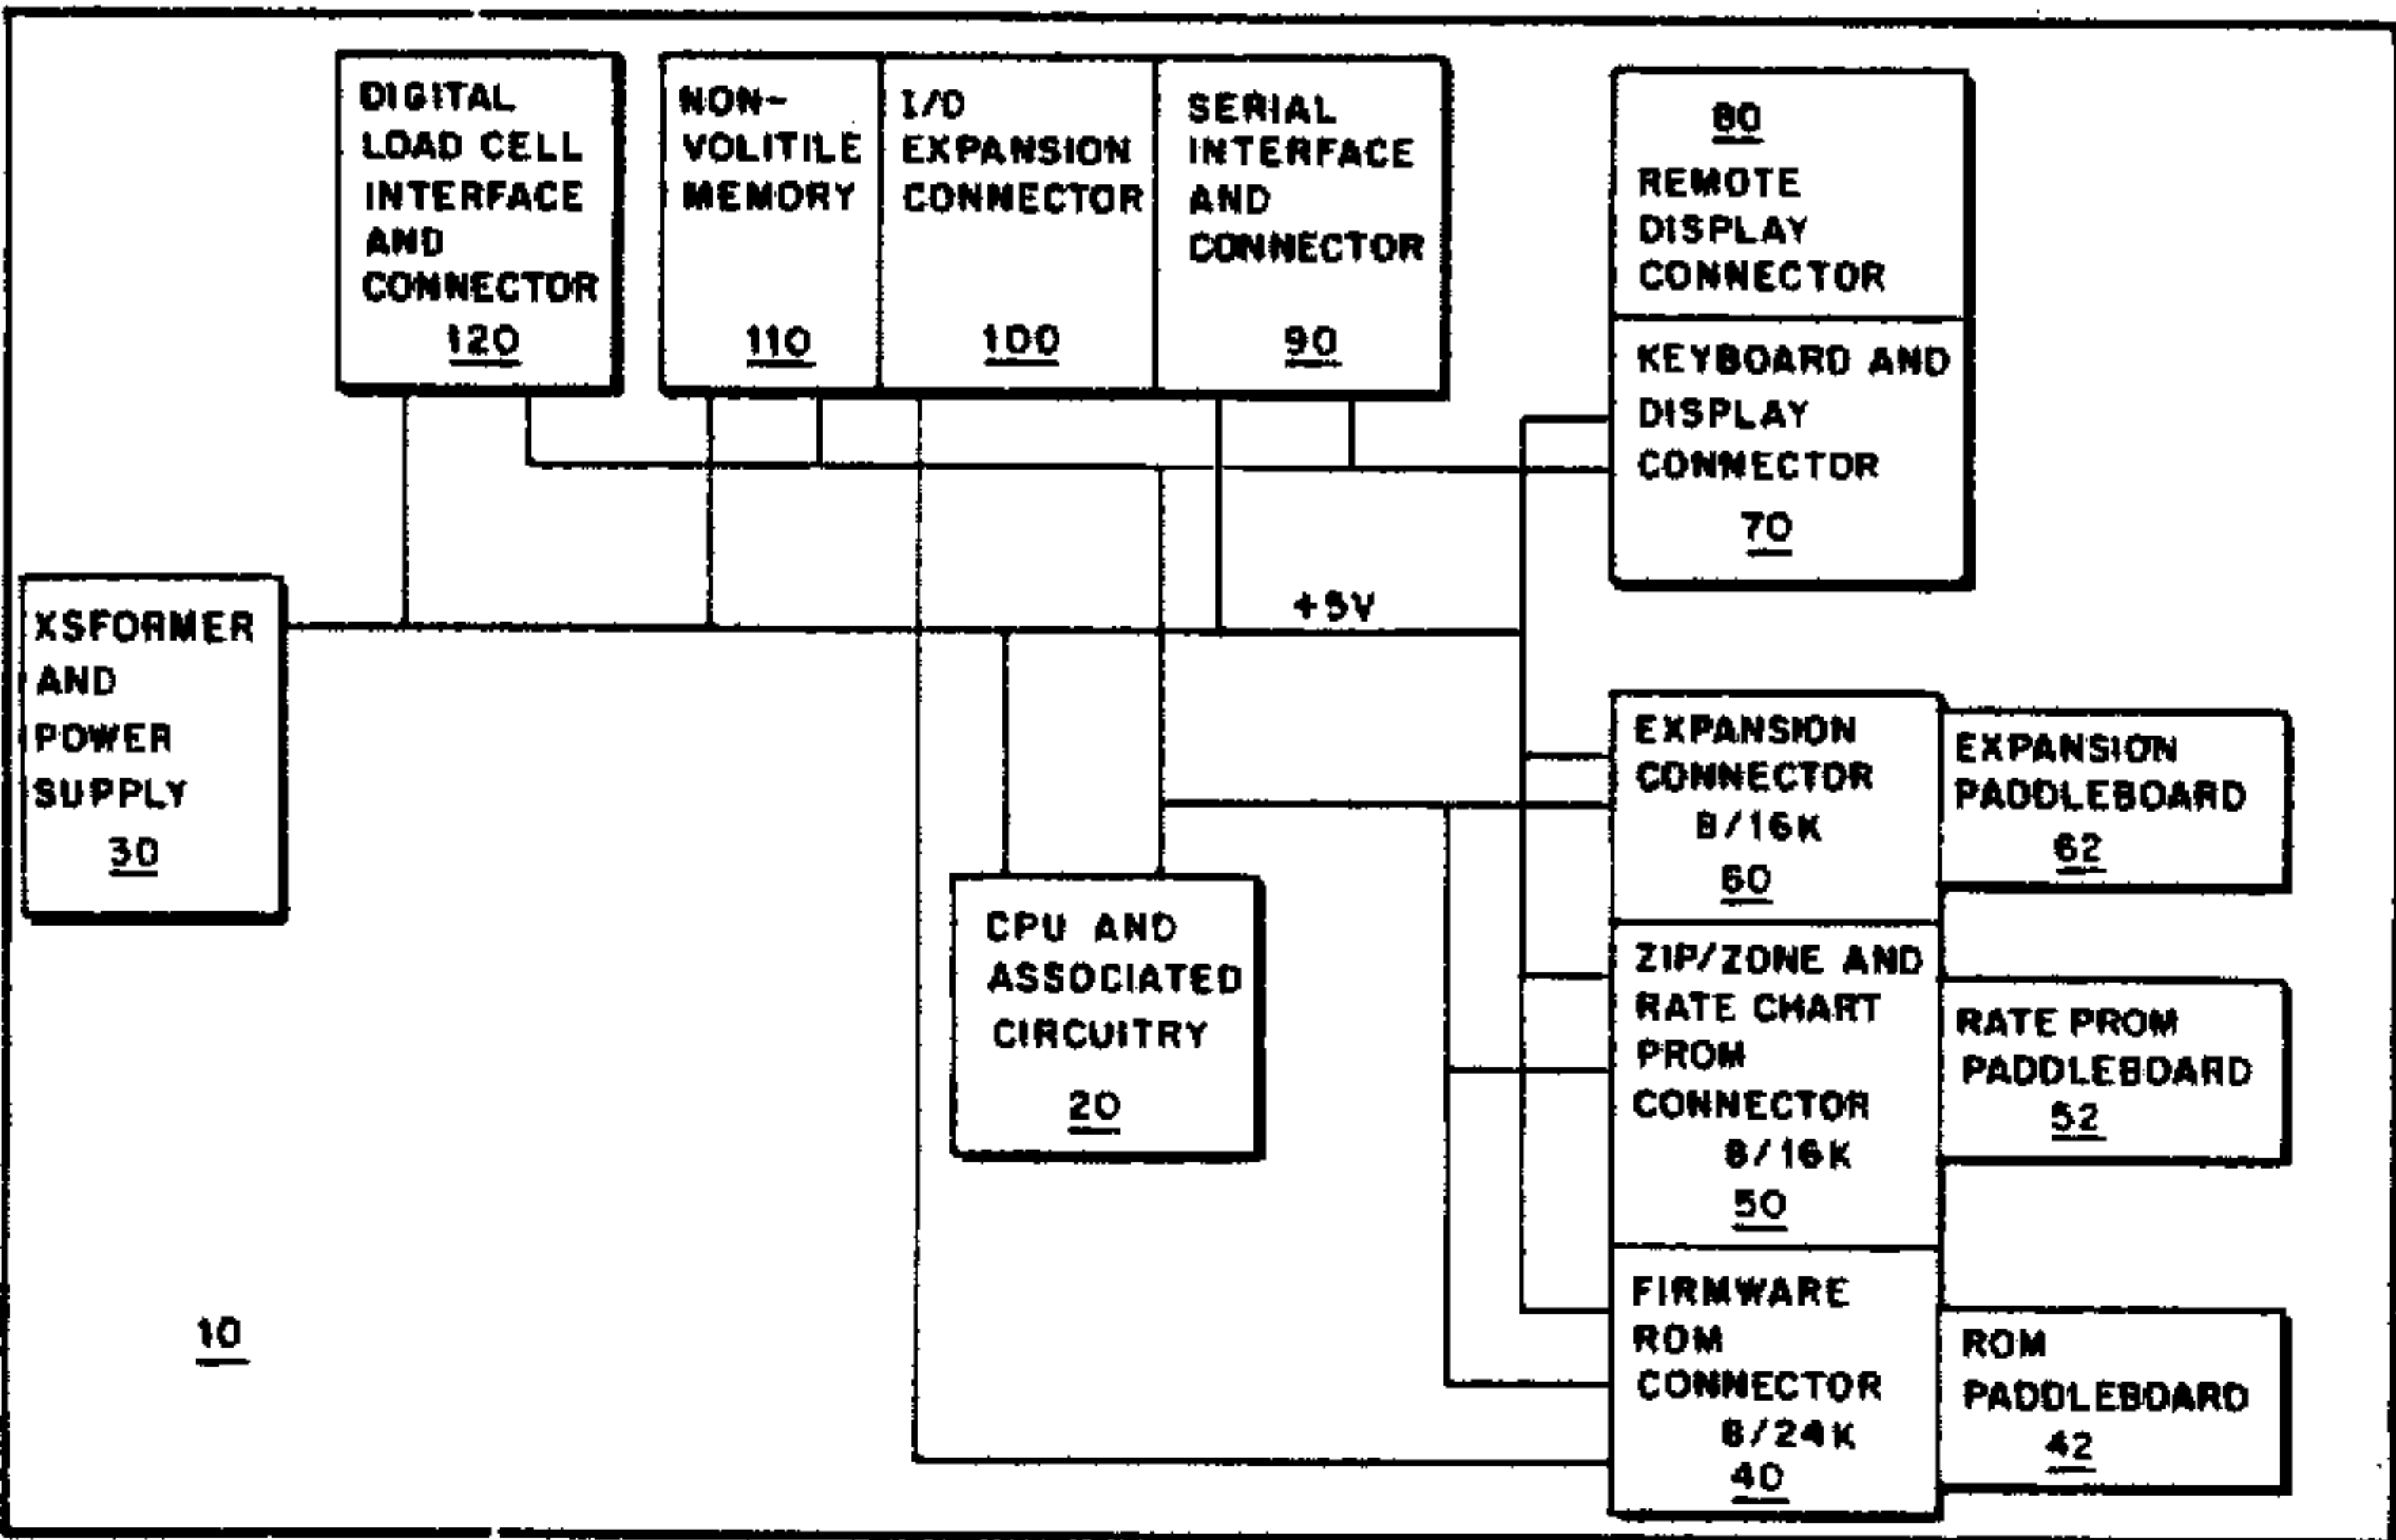 DIGITAL
LOAD CELL
INTERFACE
AND
CONNECTOR
120
NON-
VOLITILE
MEMORY
110
I/O
EXPANSION
CONNECTOR
100
SERIAL
INTERFACE
AND
CONNECTOR
90
80
REMOTE
DISPLAY
CONNECTOR
KEYBOARD AND
DISPLAY
CONNECTOR
70
XSFORMER
AND
POWER
SUPPLY
30
+5V
CPU AND
ASSOCIATED
CIRCUITRY
20
EXPANSION
CONNECTOR
8/16K
60
EXPANSION
PADDLEBOARD
62
ZIP/ZONE AND
RATE CHART
PROM
CONNECTOR
8/16K
50
RATE PROM
PADDLEBOARD
52
FIRMWARE
ROM
CONNECTOR
8/24K
40
ROM
PADDLEBOARD
42
10